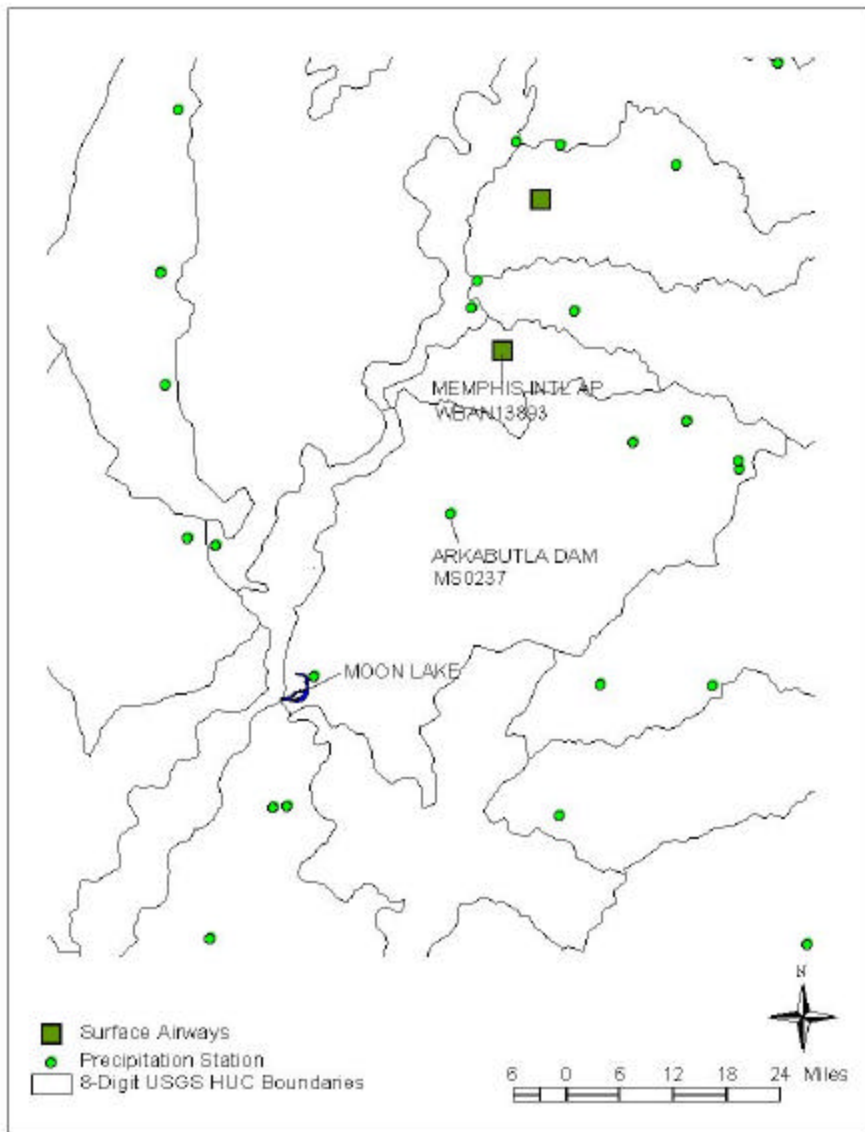 MEMPHIS INTL AP
WBAN13893
ARKABUTLA DAM
MS0237
MOON LAKE
N
Surface Airways
Precipitation Station
8-Digit USGS HUC Boundaries
6 0 6 12 18 24 Miles